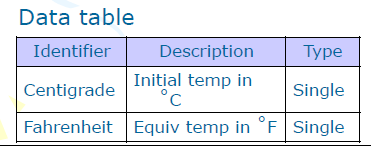 Data table
Identifier Description Type
Centigrade Initial temp in °C Single
Fahrenheit Equiv temp in °F Single